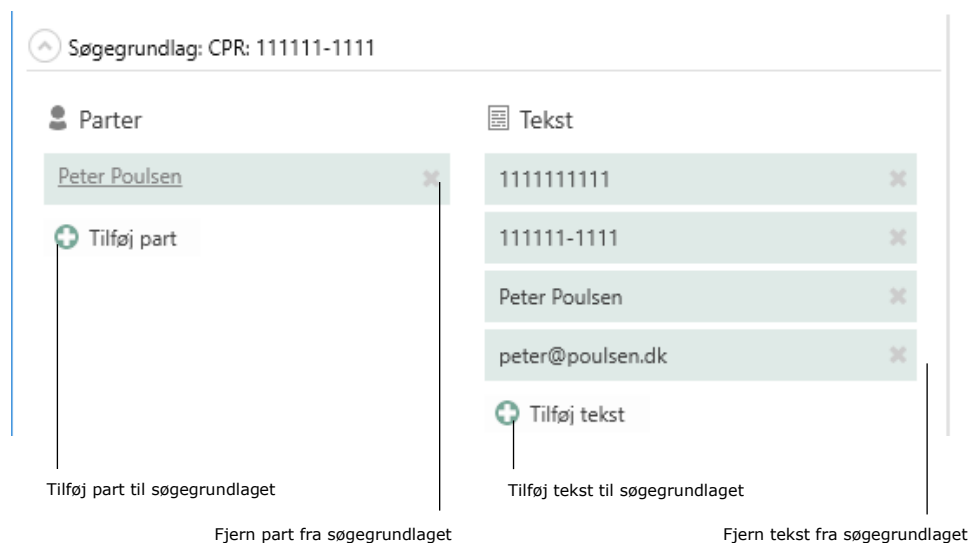 Søgegrundlag: CPR: 111111-1111
Parter
Peter Poulsen
Tilføj part
Tekst
1111111111
111111-1111
Peter Poulsen
peter@poulsen.dk
Tilføj tekst
Tilføj part til søgegrundlaget
Tilføj tekst til søgegrundlaget
Fjern part fra søgegrundlaget
Fjern tekst fra søgegrundlaget